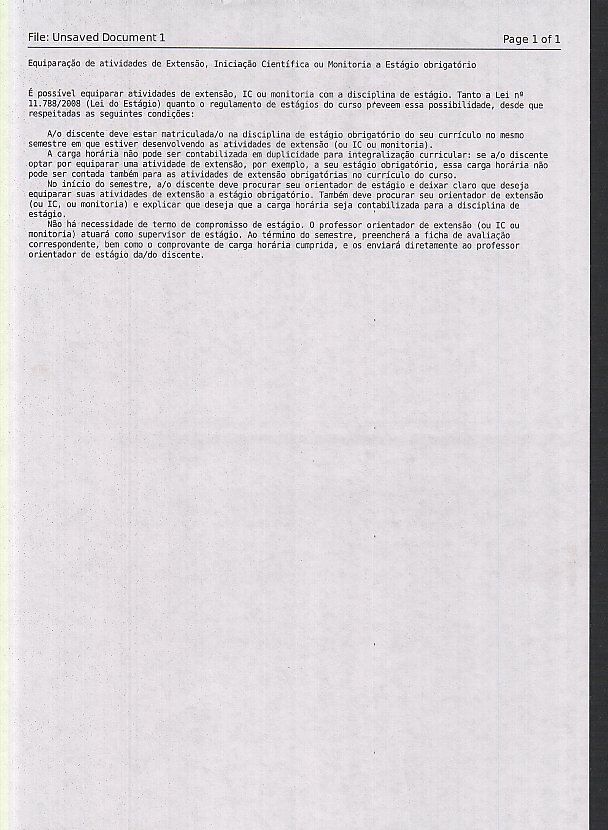 File: Unsaved Document 1
Page 1 of 1
Equiparação de atividades de Extensão, Iniciação Científica ou Monitoria a Estágio obrigatório
É possível equiparar atividades de extensão, IC ou monitoria com a disciplina de estágio. Tanto a Lei nº
11.788/2008 (Lei do Estágio) quanto o regulamento de estágios do curso preveem essa possibilidade, desde que
respeitadas as seguintes condições:
A/o discente deve estar matriculada/o na disciplina de estágio obrigatório do seu currículo no mesmo
semestre em que estiver desenvolvendo as atividades de extensão (ou IC ou monitoria).
A carga horária não pode ser contabilizada em duplicidade para integralização curricular: se a/o discente
optar por equiparar uma atividade de extensão, por exemplo, a seu estágio obrigatório, essa carga horária não
pode ser contada também para as atividades de extensão obrigatórias no currículo do curso.
No início do semestre, a/o discente deve procurar seu orientador de estágio e deixar claro que deseja
equiparar suas atividades de extensão a estágio obrigatório. Também deve procurar seu orientador de extensão
(ou IC, ou monitoria) e explicar que deseja que a carga horária seja contabilizada para a disciplina de
estágio.
Não há necessidade de termo de compromisso de estágio. O professor orientador de extensão (ou IC ou
monitoria) atuará como supervisor de estágio. Ao término do semestre, preencherá a ficha de avaliação
correspondente, bem como o comprovante de carga horária cumprida, e os enviará diretamente ao professor
orientador de estágio da/do discente.